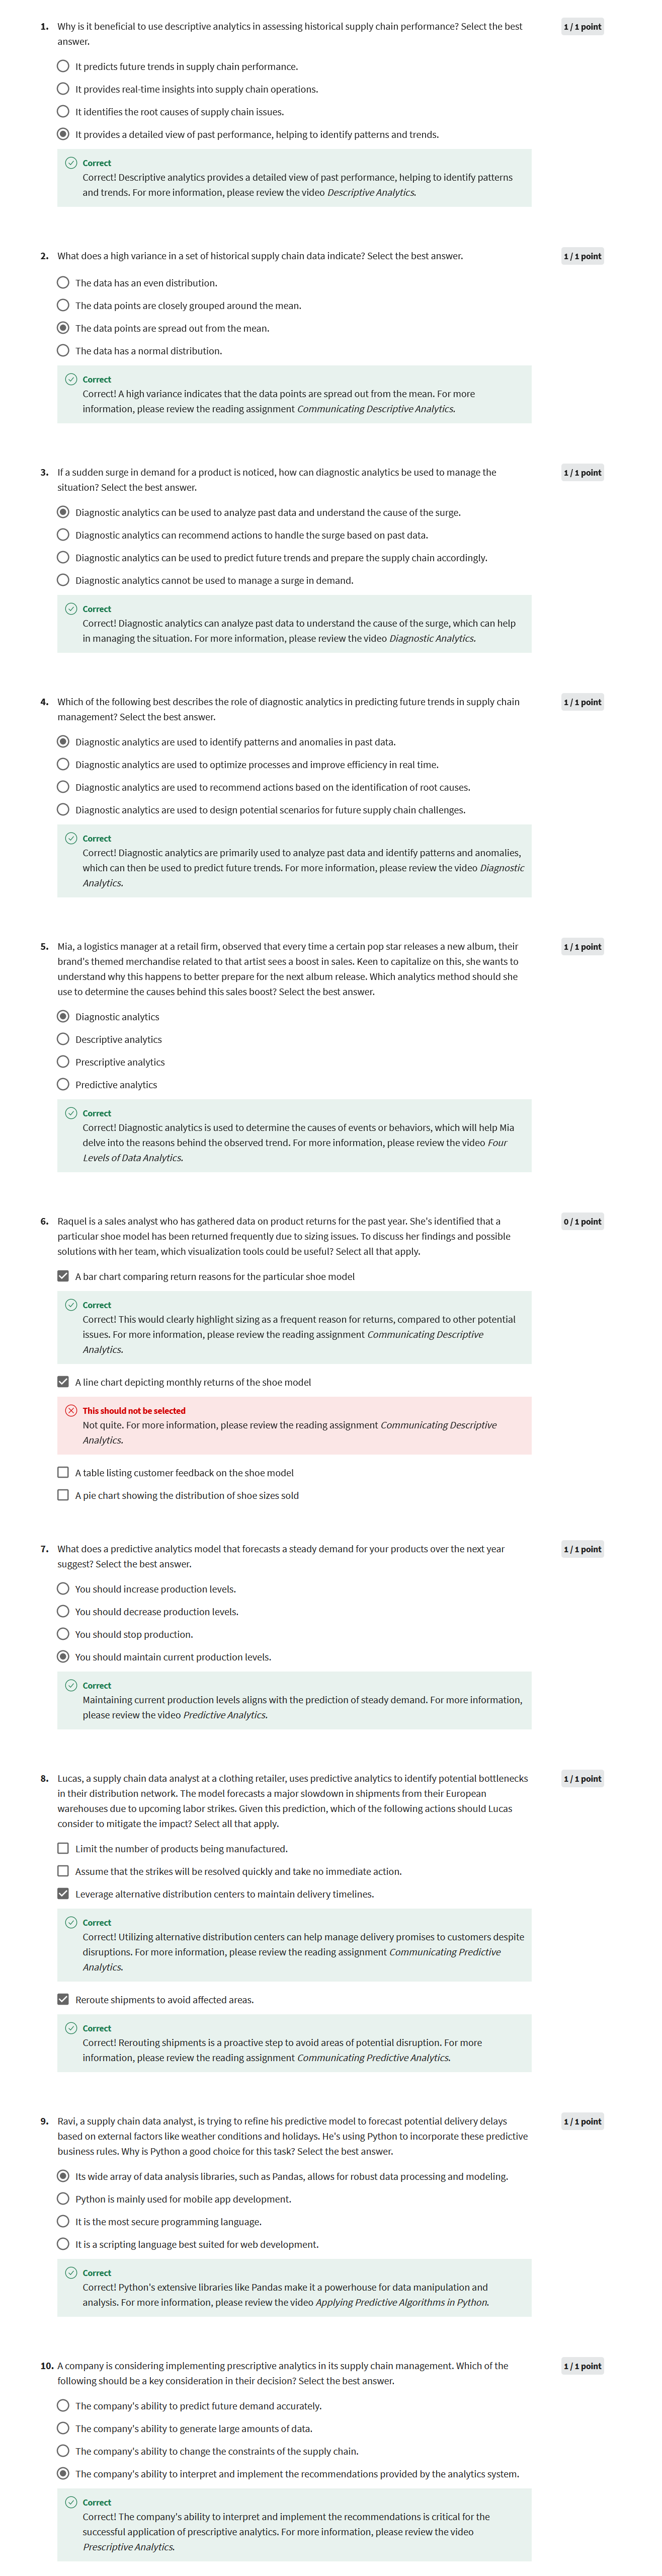 1. Why is it beneficial to use descriptive analytics in assessing historical supply chain performance? Select the best
answer.
1 / 1 point
It predicts future trends in supply chain performance.
It provides real-time insights into supply chain operations.
It identifies the root causes of supply chain issues.
It provides a detailed view of past performance, helping to identify patterns and trends.
Correct
Correct! Descriptive analytics provides a detailed view of past performance, helping to identify patterns
and trends. For more information, please review the video Descriptive Analytics.
2. What does a high variance in a set of historical supply chain data indicate? Select the best answer.
1 / 1 point
The data has an even distribution.
The data points are closely grouped around the mean.
The data points are spread out from the mean.
The data has a normal distribution.
Correct
Correct! A high variance indicates that the data points are spread out from the mean. For more
information, please review the reading assignment Communicating Descriptive Analytics.
3. If a sudden surge in demand for a product is noticed, how can diagnostic analytics be used to manage the
situation? Select the best answer.
1 / 1 point
Diagnostic analytics can be used to analyze past data and understand the cause of the surge.
Diagnostic analytics can recommend actions to handle the surge based on past data.
Diagnostic analytics can be used to predict future trends and prepare the supply chain accordingly.
Diagnostic analytics cannot be used to manage a surge in demand.
Correct
Correct! Diagnostic analytics can analyze past data to understand the cause of the surge, which can help
in managing the situation. For more information, please review the video Diagnostic Analytics.
4. Which of the following best describes the role of diagnostic analytics in predicting future trends in supply chain
management? Select the best answer.
1 / 1 point
Diagnostic analytics are used to identify patterns and anomalies in past data.
Diagnostic analytics are used to optimize processes and improve efficiency in real time.
Diagnostic analytics are used to recommend actions based on the identification of root causes.
Diagnostic analytics are used to design potential scenarios for future supply chain challenges.
Correct
Correct! Diagnostic analytics are primarily used to analyze past data and identify patterns and anomalies,
which can then be used to predict future trends. For more information, please review the video Diagnostic
Analytics.
5. Mia, a logistics manager at a retail firm, observed that every time a certain pop star releases a new album, their
brand's themed merchandise related to that artist sees a boost in sales. Keen to capitalize on this, she wants to
understand why this happens to better prepare for the next album release. Which analytics method should she
use to determine the causes behind this sales boost? Select the best answer.
1 / 1 point
Diagnostic analytics
Descriptive analytics
Prescriptive analytics
Predictive analytics
Correct
Correct! Diagnostic analytics is used to determine the causes of events or behaviors, which will help Mia
delve into the reasons behind the observed trend. For more information, please review the video Four
Levels of Data Analytics.
6. Raquel is a sales analyst who has gathered data on product returns for the past year. She's identified that a
particular shoe model has been returned frequently due to sizing issues. To discuss her findings and possible
solutions with her team, which visualization tools could be useful? Select all that apply.
0 / 1 point
A bar chart comparing return reasons for the particular shoe model
Correct
Correct! This would clearly highlight sizing as a frequent reason for returns, compared to other potential
issues. For more information, please review the reading assignment Communicating Descriptive
Analytics.
A line chart depicting monthly returns of the shoe model
This should not be selected
Not quite. For more information, please review the reading assignment Communicating Descriptive
Analytics.
A table listing customer feedback on the shoe model
A pie chart showing the distribution of shoe sizes sold
7. What does a predictive analytics model that forecasts a steady demand for your products over the next year
suggest? Select the best answer.
1 / 1 point
You should increase production levels.
You should decrease production levels.
You should stop production.
You should maintain current production levels.
Correct
Maintaining current production levels aligns with the prediction of steady demand. For more information,
please review the video Predictive Analytics.
8. Lucas, a supply chain data analyst at a clothing retailer, uses predictive analytics to identify potential bottlenecks
in their distribution network. The model forecasts a major slowdown in shipments from their European
warehouses due to upcoming labor strikes. Given this prediction, which of the following actions should Lucas
consider to mitigate the impact? Select all that apply.
1 / 1 point
Limit the number of products being manufactured.
Assume that the strikes will be resolved quickly and take no immediate action.
Leverage alternative distribution centers to maintain delivery timelines.
Correct
Correct! Utilizing alternative distribution centers can help manage delivery promises to customers despite
disruptions. For more information, please review the reading assignment Communicating Predictive
Analytics.
Reroute shipments to avoid affected areas.
Correct
Correct! Rerouting shipments is a proactive step to avoid areas of potential disruption. For more
information, please review the reading assignment Communicating Predictive Analytics.
9. Ravi, a supply chain data analyst, is trying to refine his predictive model to forecast potential delivery delays
based on external factors like weather conditions and holidays. He's using Python to incorporate these predictive
business rules. Why is Python a good choice for this task? Select the best answer.
1 / 1 point
Its wide array of data analysis libraries, such as Pandas, allows for robust data processing and modeling.
Python is mainly used for mobile app development.
It is the most secure programming language.
It is a scripting language best suited for web development.
Correct
Correct! Python's extensive libraries like Pandas make it a powerhouse for data manipulation and
analysis. For more information, please review the video Applying Predictive Algorithms in Python.
10. A company is considering implementing prescriptive analytics in its supply chain management. Which of the
following should be a key consideration in their decision? Select the best answer.
1 / 1 point
The company's ability to predict future demand accurately.
The company's ability to generate large amounts of data.
The company's ability to change the constraints of the supply chain.
The company's ability to interpret and implement the recommendations provided by the analytics system.
Correct
Correct! The company's ability to interpret and implement the recommendations is critical for the
successful application of prescriptive analytics. For more information, please review the video
Prescriptive Analytics.